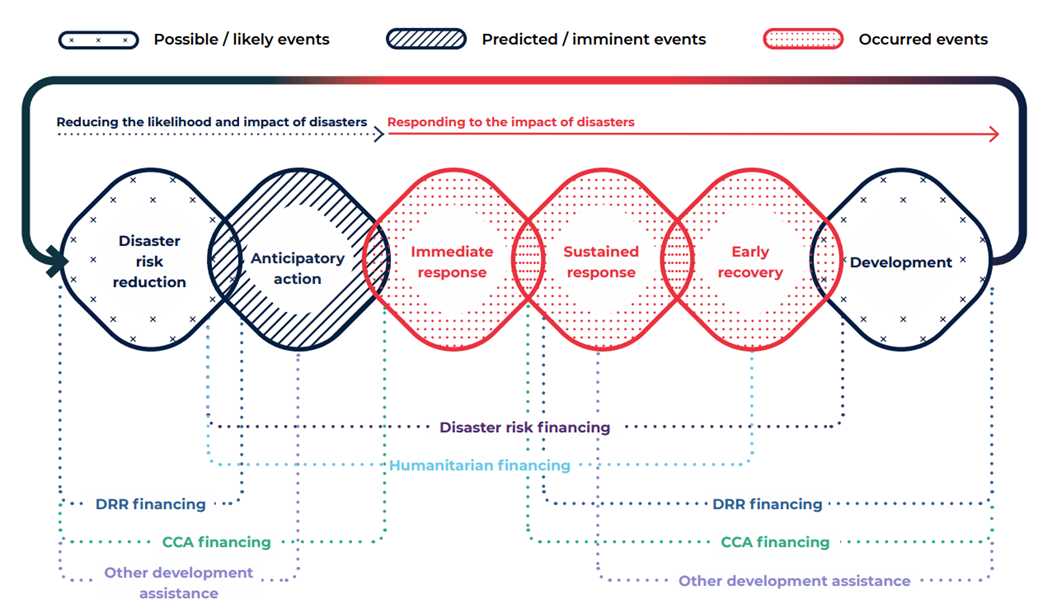 Possible / likely events
Predicted / imminent events
Occurred events
Reducing the likelihood and impact of disasters
Responding to the impact of disasters
Disaster
risk
reduction
Anticipatory
action
Immediate
response
Sustained
response
Early
recovery
Development
Disaster risk financing
Humanitarian financing
DRR financing
DRR financing
CCA financing
CCA financing
Other development
assistance
Other development assistance